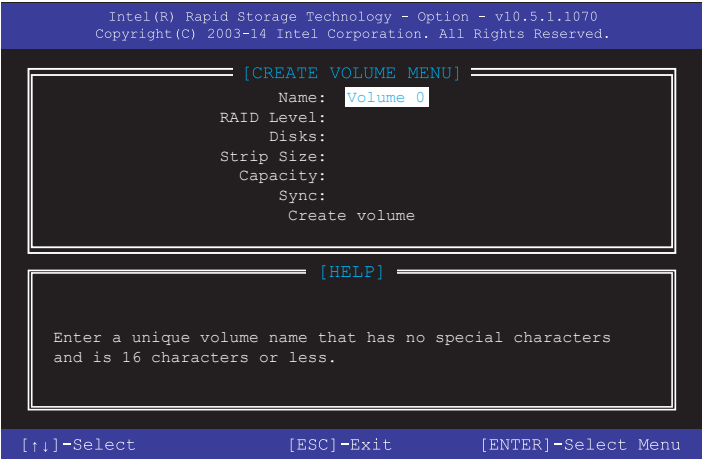 Intel(R) Rapid Storage Technology - Option - v10.5.1.1070
Copyright(C) 2003-14 Intel Corporation. All Rights Reserved.
[CREATE VOLUME MENU]
Name: Volume 0
RAID Level:
Disks:
Strip Size:
Capacity:
Sync:
Create volume
[HELP]
Enter a unique volume name that has no special characters
and is 16 characters or less.
[↑↓]-Select [ESC]-Exit [ENTER]-Select Menu